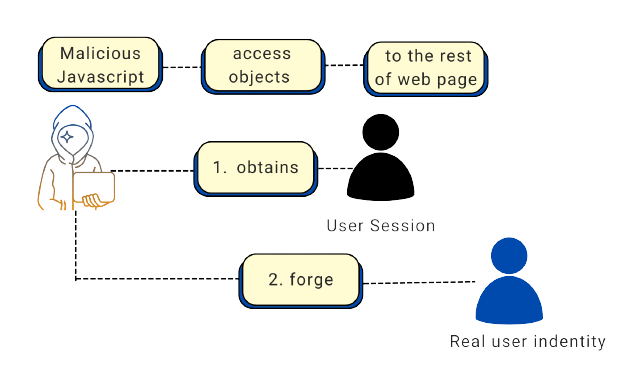 Malicious
Javascript
access
objects
to the rest
of web page
1. obtains
User Session
2. forge
Real user indentity